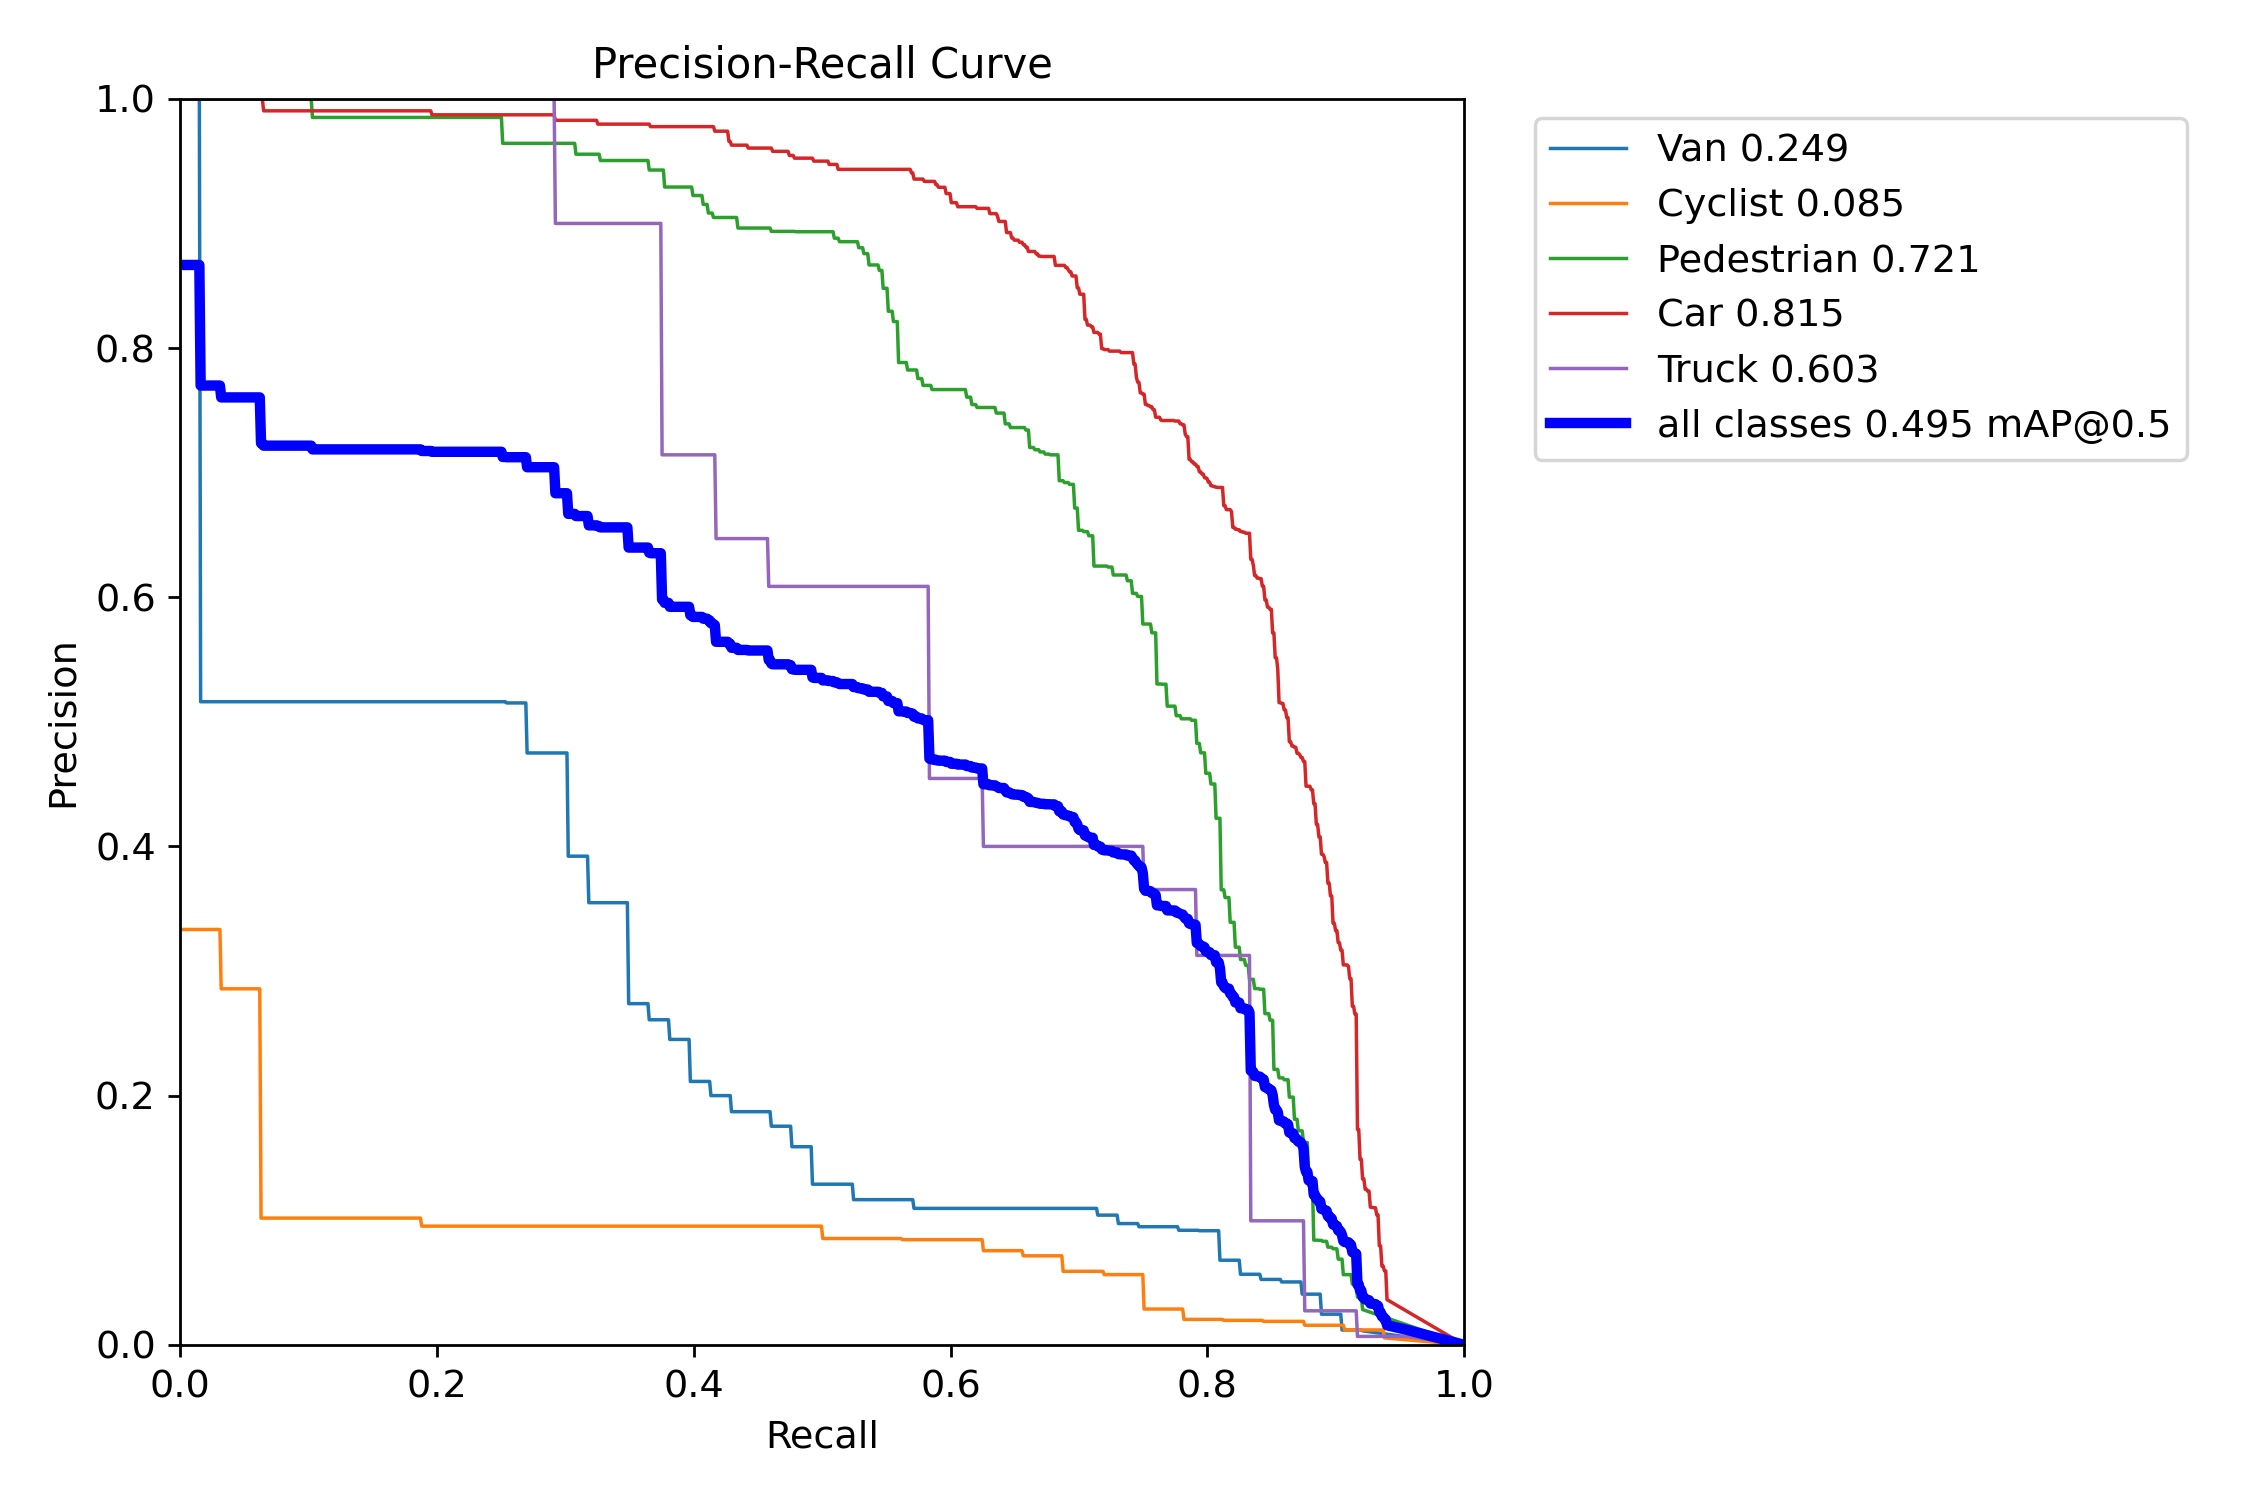 Precision-Recall Curve
1.0
0.8
0.6
0.4
0.2
0.0
Precision
0.0 0.2 0.4 0.6 0.8 1.0
Recall
Van 0.249
Cyclist 0.085
Pedestrian 0.721
Car 0.815
Truck 0.603
all classes 0.495 mAP@0.5